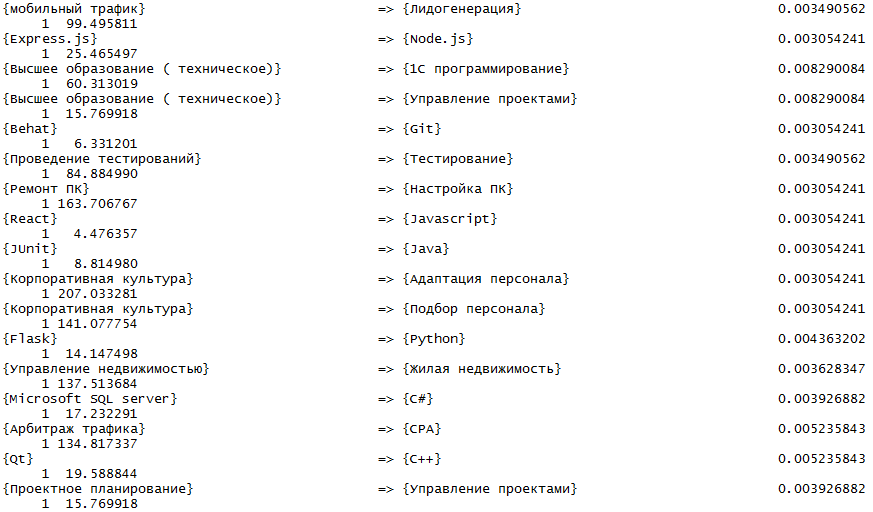 {мобильный трафик} => {Лидогенерация} 0.003490562
1 99.495811
{Express.js} => {Node.js} 0.003054241
1 25.465497
{Высшее образование ( техническое)} => {1С программирование} 0.008290084
1 60.313019
{Высшее образование ( техническое)} => {Управление проектами} 0.008290084
1 15.769918
{Behat} => {Git} 0.003054241
1 6.331201
{Проведение тестирований} => {Тестирование} 0.003490562
1 84.884990
{Ремонт ПК} => {Настройка ПК} 0.003054241
1 163.706767
{React} => {Javascript} 0.003054241
1 4.476357
{JUnit} => {Java} 0.003054241
1 8.814980
{Корпоративная культура} => {Адаптация персонала} 0.003054241
1 207.033281
{Корпоративная культура} => {Подбор персонала} 0.003054241
1 141.077754
{Flask} => {Python} 0.004363202
1 14.147498
{Управление недвижимостью} => {Жилая недвижимость} 0.003628347
1 137.513684
{Microsoft SQL server} => {C#} 0.003926882
1 17.232291
{Арбитраж трафика} => {CPA} 0.005235843
1 134.817337
{Qt} => {C++} 0.005235843
1 19.588844
{Проектное планирование} => {Управление проектами} 0.003926882
1 15.769918